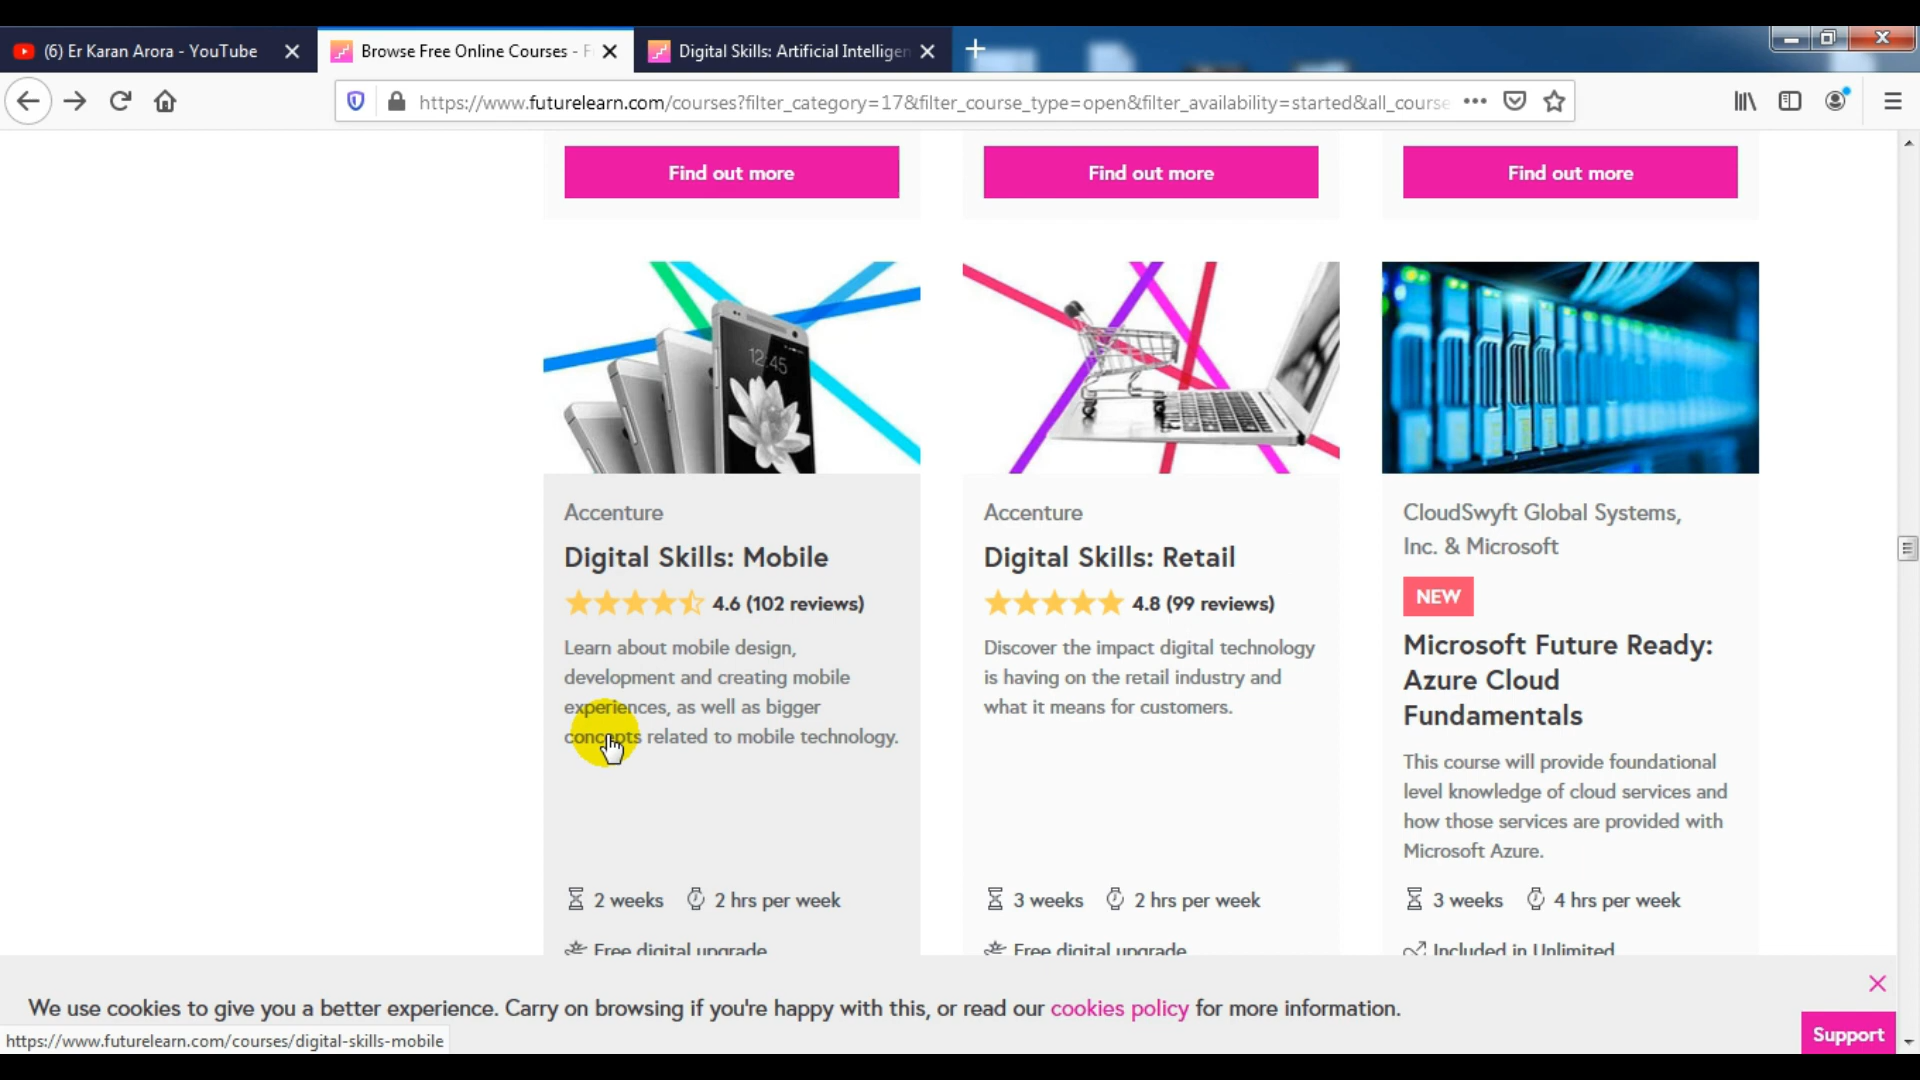 (6) Er Karan Arora - YouTube
Browse Free Online Courses - F
Digital Skills: Artificial Intelligen
https://www.futurelearn.com/courses?filter_category=17&filter_course_type=open&filter_availability=started&all_course
Find out more
Find out more
Find out more
12:45
Accenture
Digital Skills: Mobile
4.6 (102 reviews)
Learn about mobile design,
development and creating mobile
experiences, as well as bigger
concepts related to mobile technology.
2 weeks 2 hrs per week
Free digital upgrade
Accenture
Digital Skills: Retail
4.8 (99 reviews)
Discover the impact digital technology
is having on the retail industry and
what it means for customers.
3 weeks 2 hrs per week
Free digital upgrade
CloudSwyft Global Systems,
Inc. & Microsoft
NEW
Microsoft Future Ready:
Azure Cloud
Fundamentals
This course will provide foundational
level knowledge of cloud services and
how those services are provided with
Microsoft Azure.
3 weeks 4 hrs per week
Included in Unlimited
We use cookies to give you a better experience. Carry on browsing if you're happy with this, or read our cookies policy for more information.
Support
https://www.futurelearn.com/courses/digital-skills-mobile